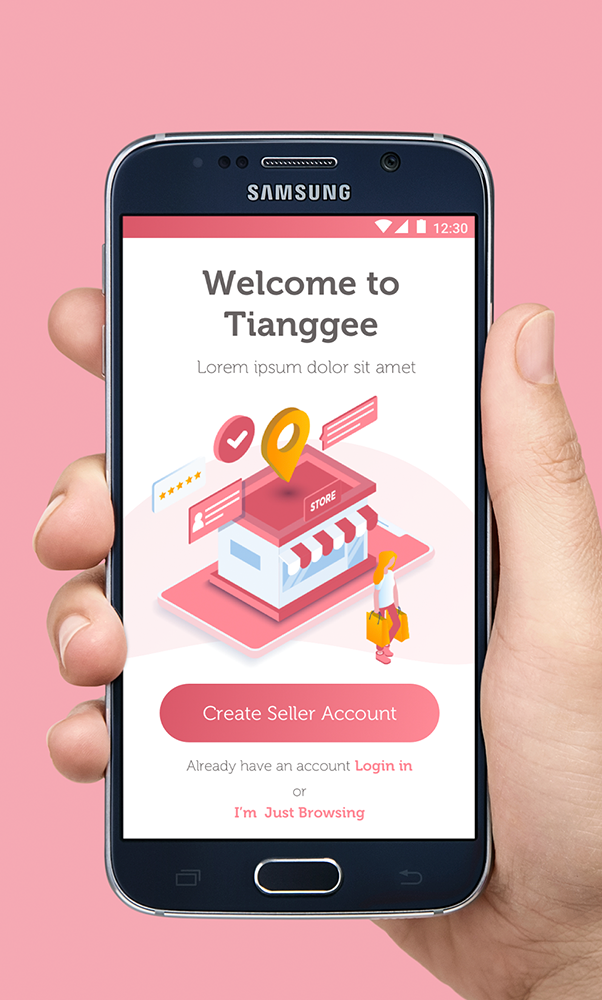 SAMSUNG
12:30
Welcome to
Tianggee
Lorem ipsum dolor sit amet
STORE
Create Seller Account
Already have an account Login in
or
I'm  Just Browsing